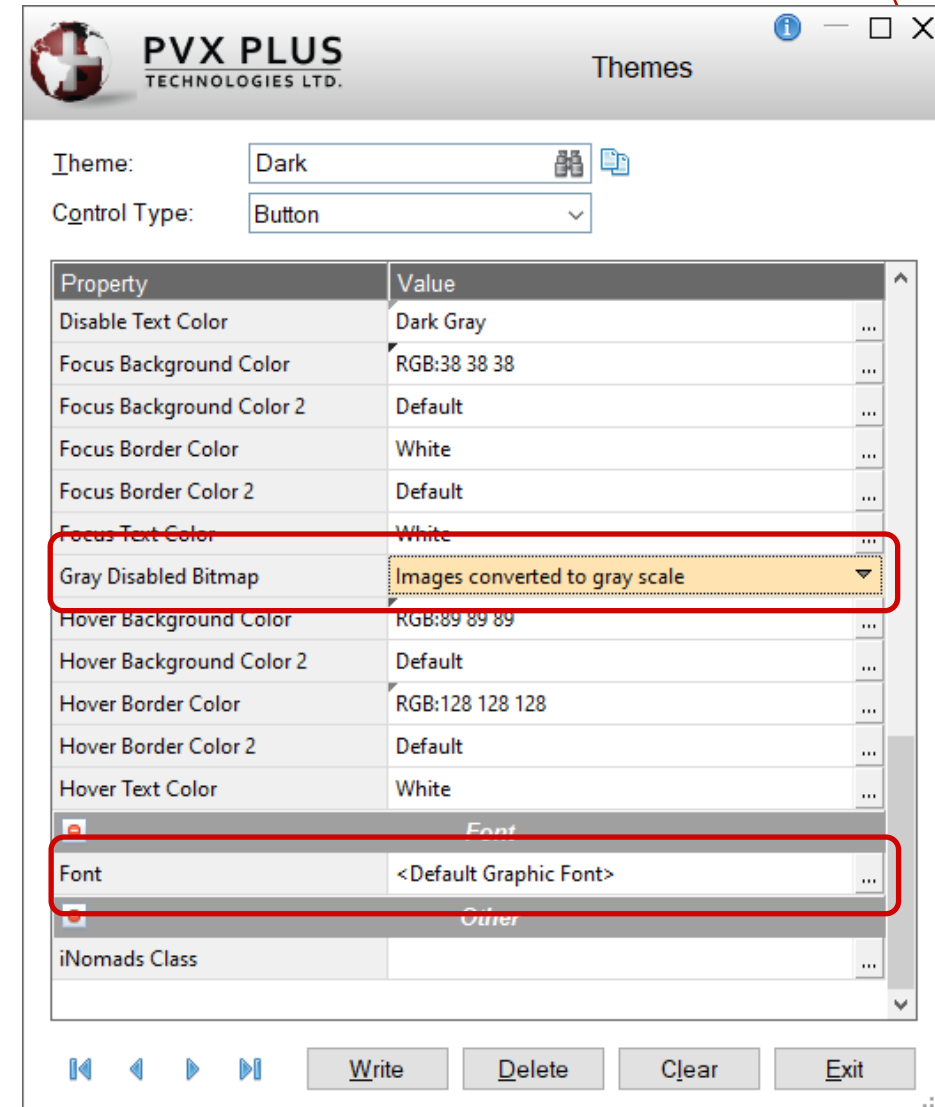 PVX PLUS
TECHNOLOGIES LTD.
Themes
Theme: Dark
Control Type: Button
Property Value
Disable Text Color Dark Gray ...
Focus Background Color RGB:38 38 38 ...
Focus Background Color 2 Default ...
Focus Border Color White ...
Focus Border Color 2 Default ...
Focus Text Color White ...
Gray Disabled Bitmap Images converted to gray scale
Hover Background Color RGB:89 89 89 ...
Hover Background Color 2 Default ...
Hover Border Color RGB:128 128 128 ...
Hover Border Color 2 Default ...
Hover Text Color White ...
Font
Font <Default Graphic Font> ...
Other
iNomads Class ...
Write Delete Clear Exit